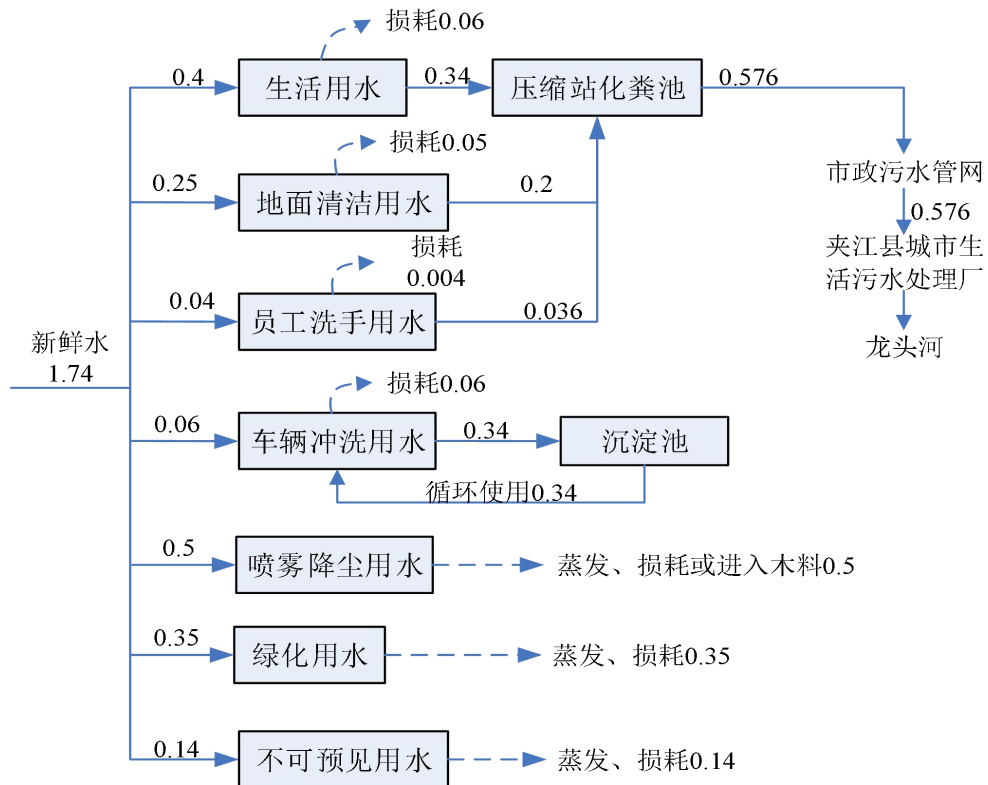 损耗0.06
0.4
生活用水
0.34
压缩站化粪池
0.576
损耗0.05
0.25
地面清洁用水
0.2
市政污水管网
0.576
夹江县城市生
活污水处理厂
龙头河
损耗
0.004
0.04
员工洗手用水
0.036
新鲜水
1.74
损耗0.06
0.06
车辆冲洗用水
0.34
沉淀池
循环使用0.34
0.5
喷雾降尘用水
蒸发、损耗或进入木料0.5
0.35
绿化用水
蒸发、损耗0.35
0.14
不可预见用水
蒸发、损耗0.14